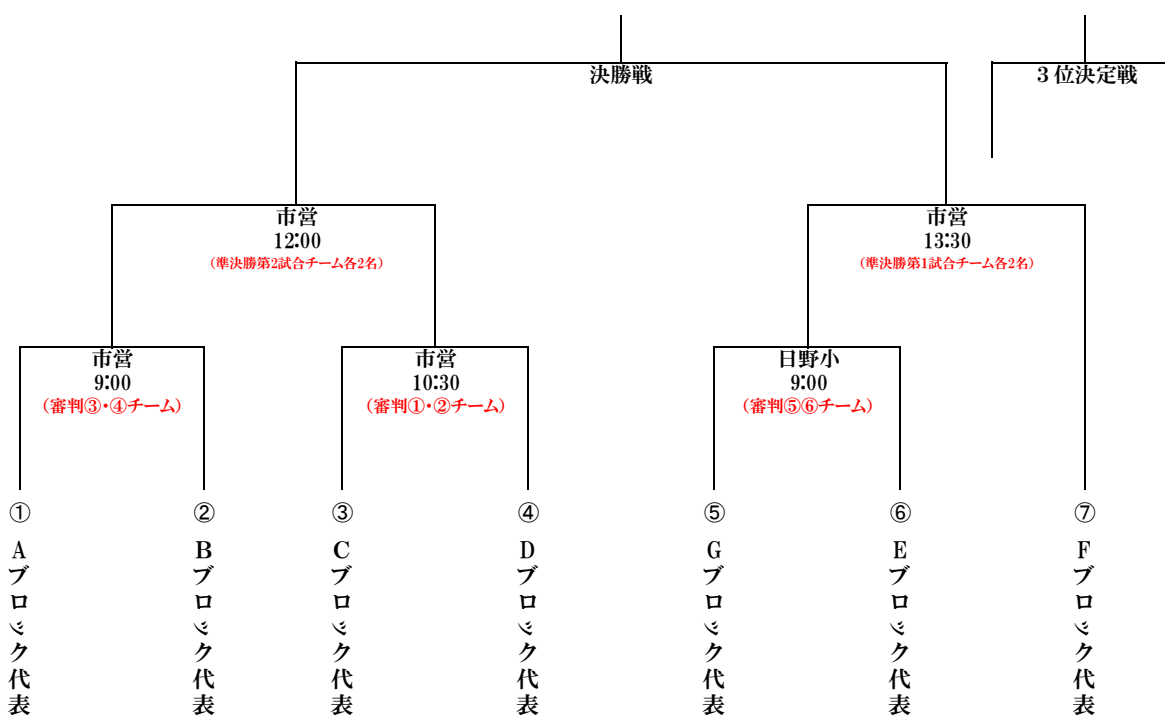 決勝戦
３位決定戦
市営
12:00
（準決勝第2試合チーム各2名）
市営
13:30
（準決勝第1試合チーム各2名）
市営
9:00
（審判③・④チーム）
市営
10:30
（審判①・②チーム）
日野小
9:00
（審判⑤⑥チーム）
①
Aブロック代表
②
Bブロック代表
③
Cブロック代表
④
Dブロック代表
⑤
Gブロック代表
⑥
Eブロック代表
⑦
Fブロック代表